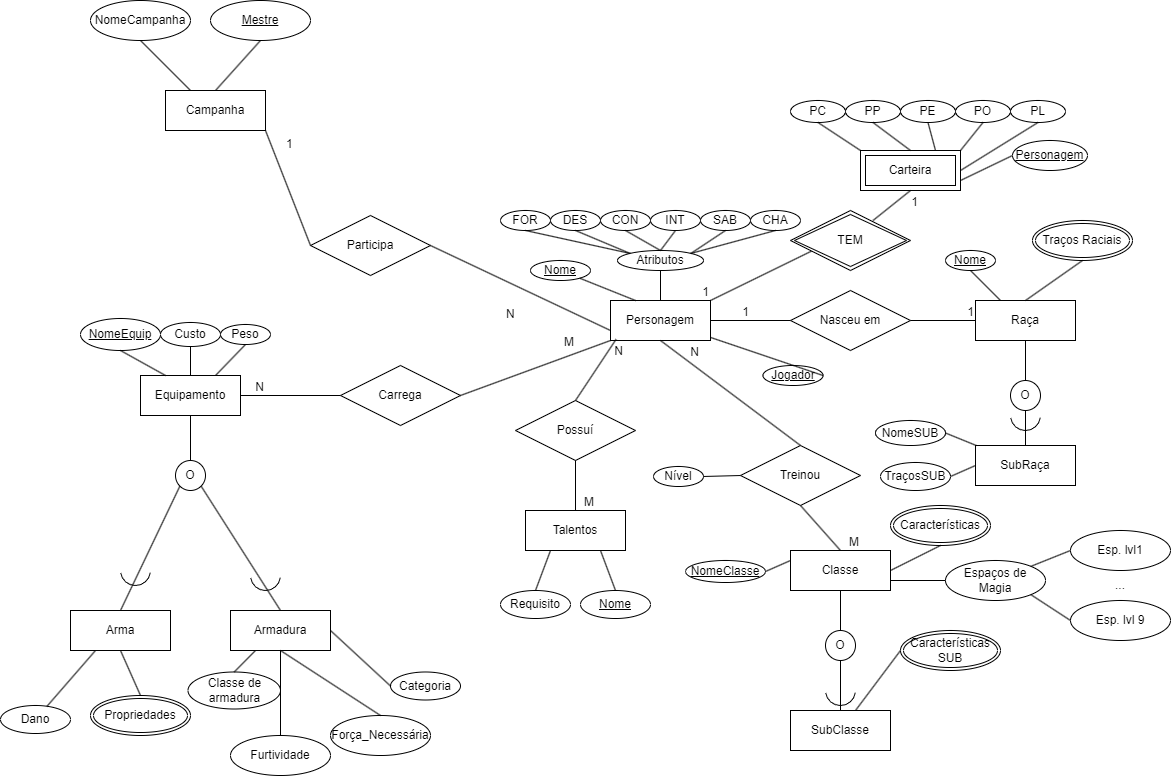 NomeCampanha
Mestre
Campanha
1
Participa
N
PC
PP
PE
PO
PL
Personagem
Carteira
1
TEM
1
FOR
DES
CON
INT
SAB
CHA
Atributos
Nome
Personagem
Jogador
1
Nasceu em
1
Nome
Traços Raciais
Raça
O
NomeSUB
TraçosSUB
SubRaça
NomeEquip
Custo
Peso
Equipamento
N
Carrega
M
N
Possuí
M
Talentos
Requisito
Nome
N
Nível
Treinou
M
NomeClasse
Classe
Características
Espaços de
Magia
Esp. lvl1
...
Esp. lvl 9
O
Características
SUB
SubClasse
O
Arma
Dano
Propriedades
Armadura
Classe de
armadura
Furtividade
Força_Necessária
Categoria